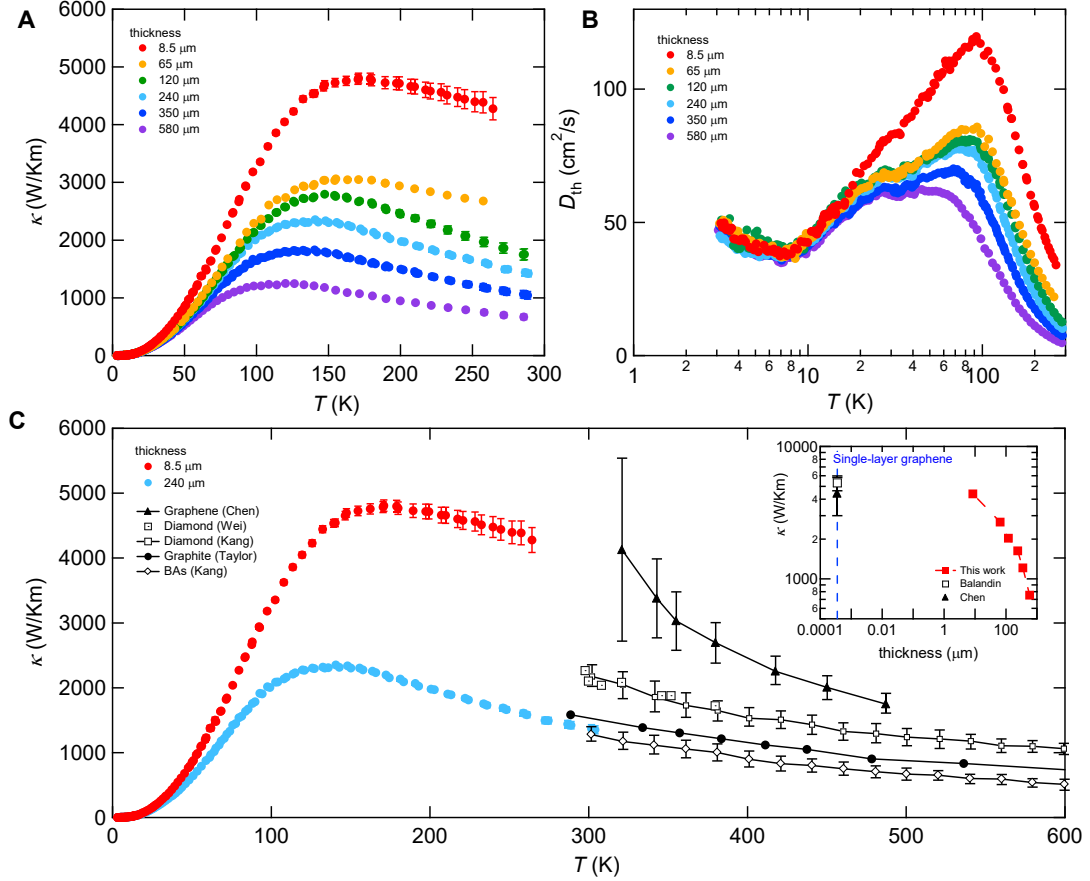 A
thickness
8.5 μm
65 μm
120 μm
240 μm
350 μm
580 μm
6000
5000
4000
3000
2000
1000
0
κ (W/Km)
0
50
100
150
200
250
300
T (K)
B
thickness
8.5 μm
65 μm
120 μm
240 μm
350 μm
580 μm
100
50
0
Dth (cm²/s)
1
2
4
6
8
10
2
4
6
8
100
2
T (K)
C
thickness
8.5 μm
240 μm
Graphene (Chen)
Diamond (Wei)
Diamond (Kang)
Graphite (Taylor)
BAs (Kang)
6000
5000
4000
3000
2000
1000
0
κ (W/Km)
0
100
200
300
400
500
600
T (K)
Single-layer graphene
10000
8
6
4
2
1000
8
6
κ (W/Km)
This work
Balandin
Chen
0.0001
0.01
1
100
thickness (μm)